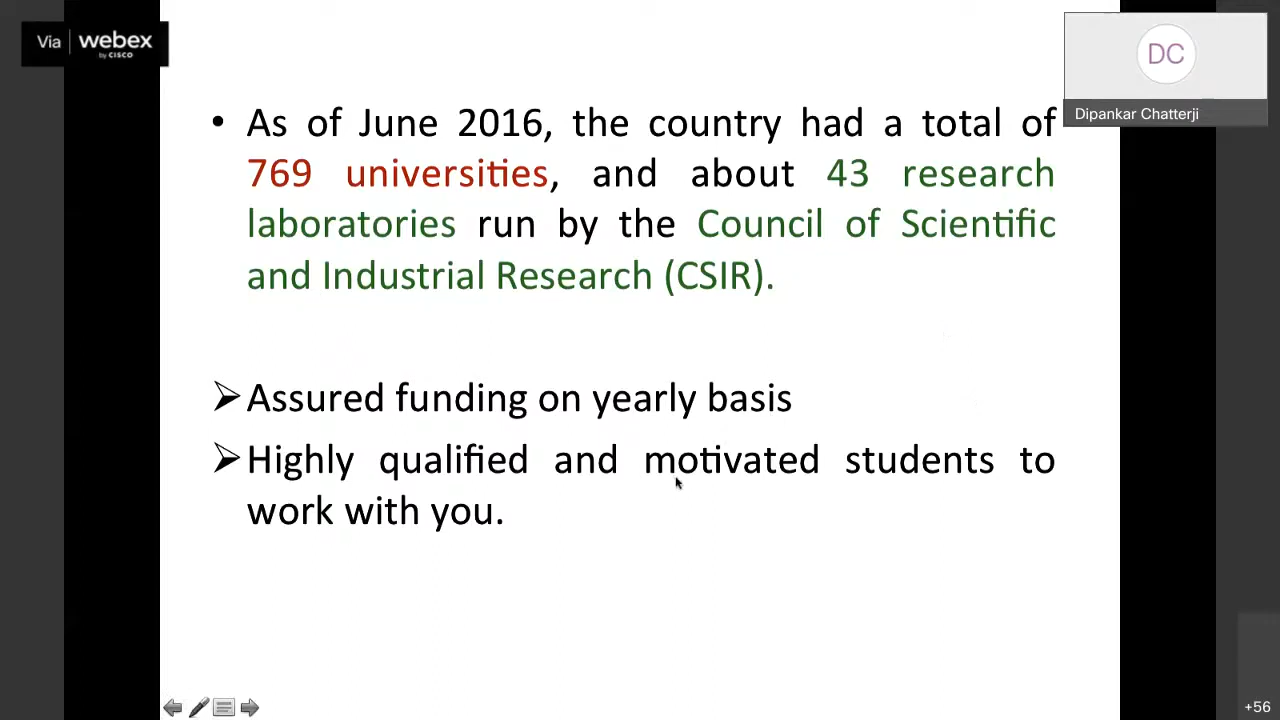 Via webex
by CISCO
DC
Dipankar Chatterji
• As of June 2016, the country had a total of
769 universities, and about 43 research
laboratories run by the Council of Scientific
and Industrial Research (CSIR).
➢Assured funding on yearly basis
➢Highly qualified and motivated students to
work with you.
+56